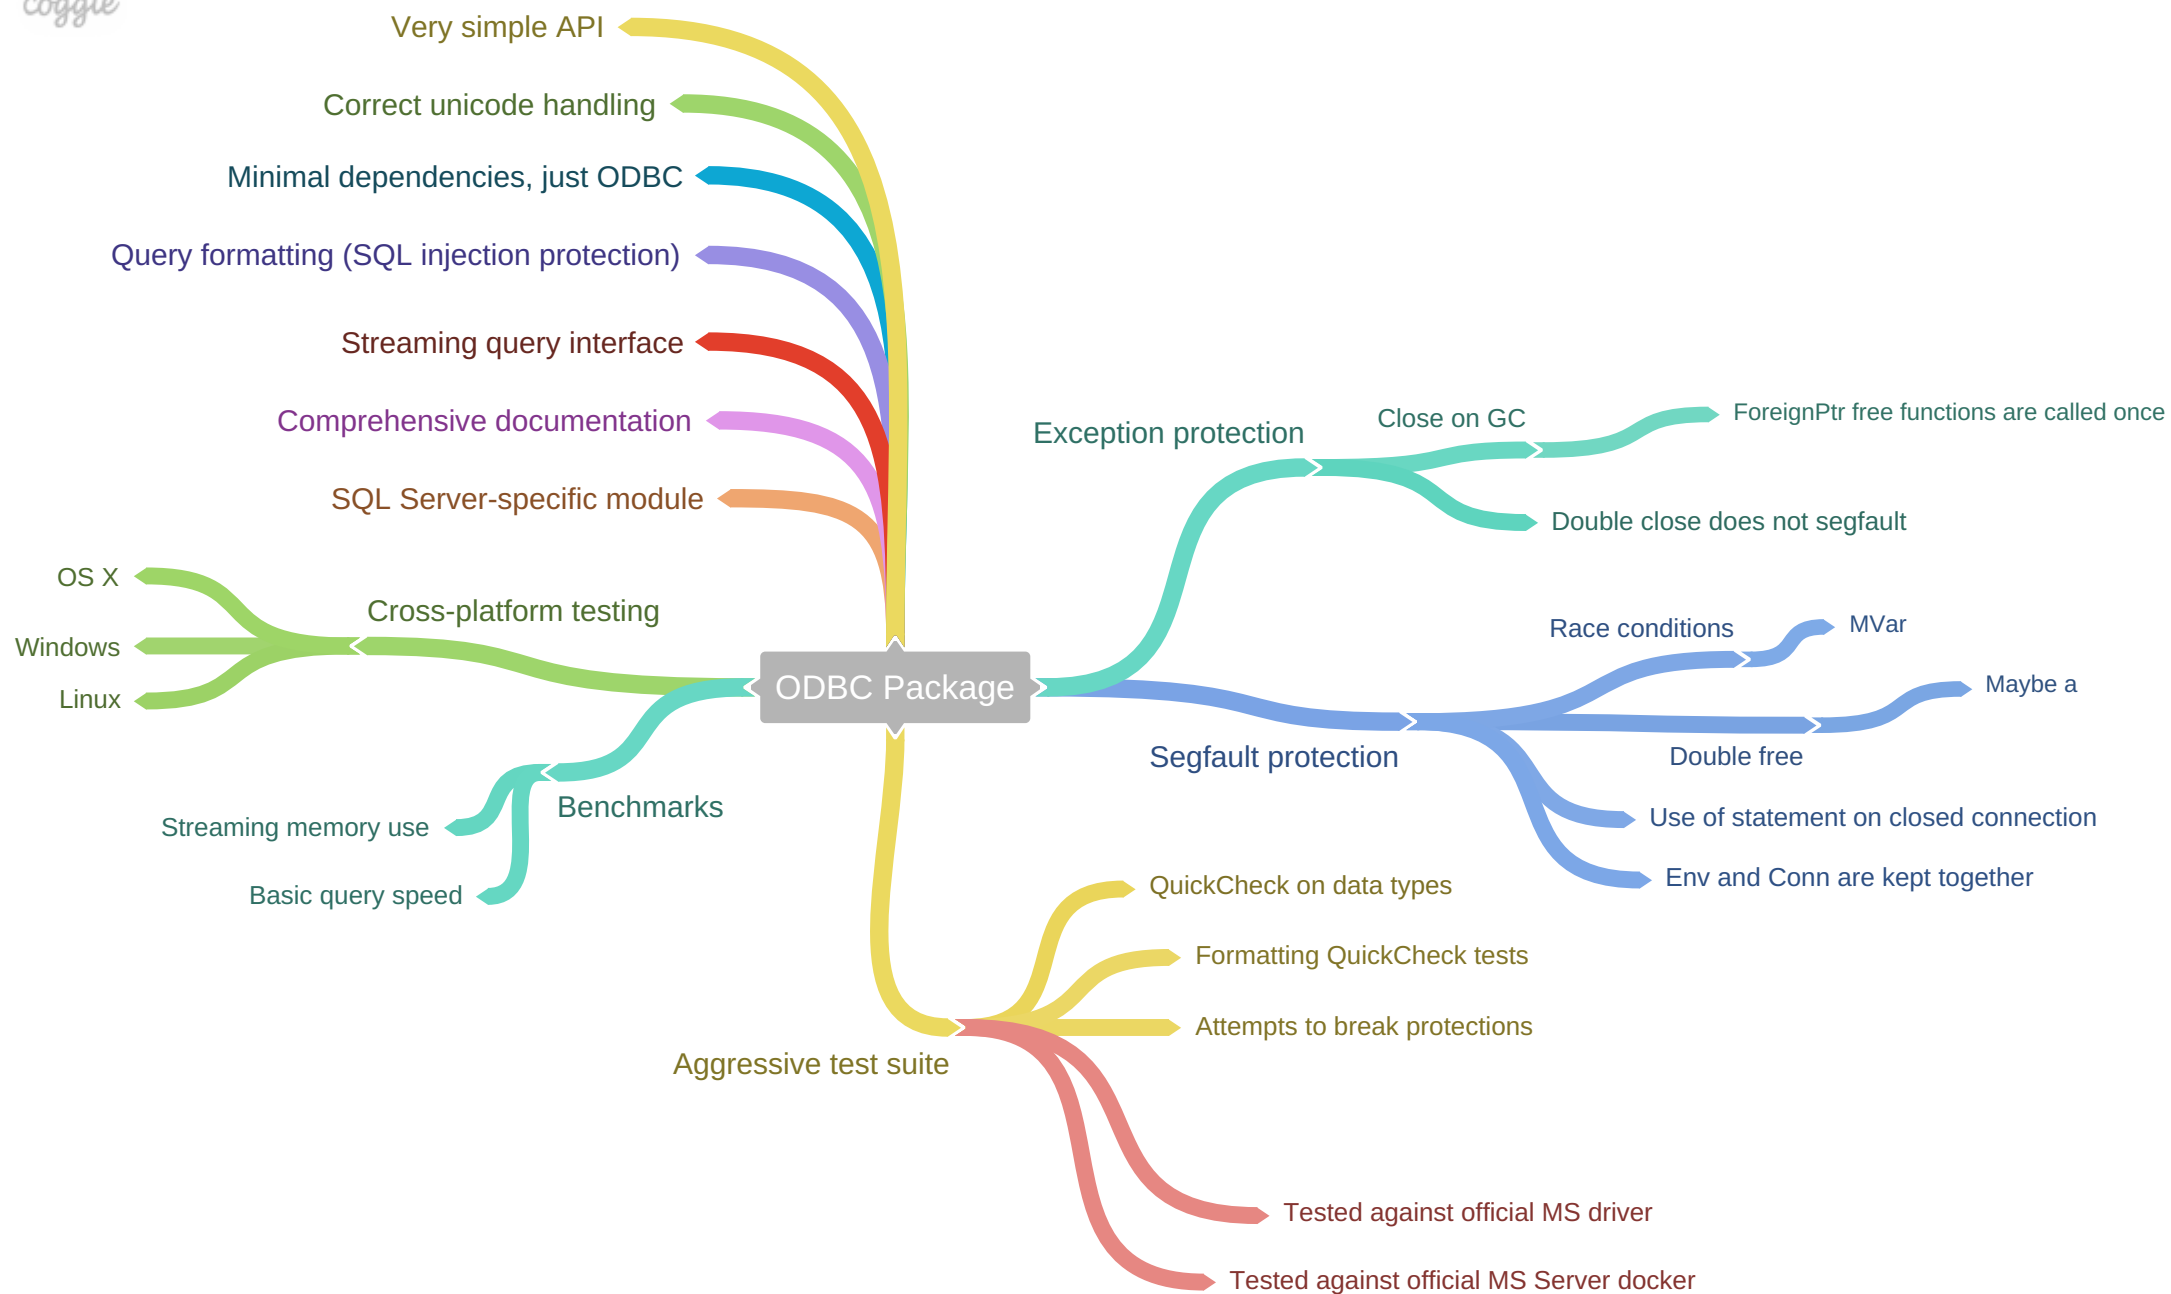 coggle
Very simple API
Correct unicode handling
Minimal dependencies, just ODBC
Query formatting (SQL injection protection)
Streaming query interface
Comprehensive documentation
SQL Server-specific module
Cross-platform testing
OS X
Windows
Linux
ODBC Package
Benchmarks
Streaming memory use
Basic query speed
Exception protection
Close on GC
ForeignPtr free functions are called once
Double close does not segfault
Segfault protection
Race conditions
MVar
Double free
Maybe a
Use of statement on closed connection
Env and Conn are kept together
Aggressive test suite
QuickCheck on data types
Formatting QuickCheck tests
Attempts to break protections
Tested against official MS driver
Tested against official MS Server docker